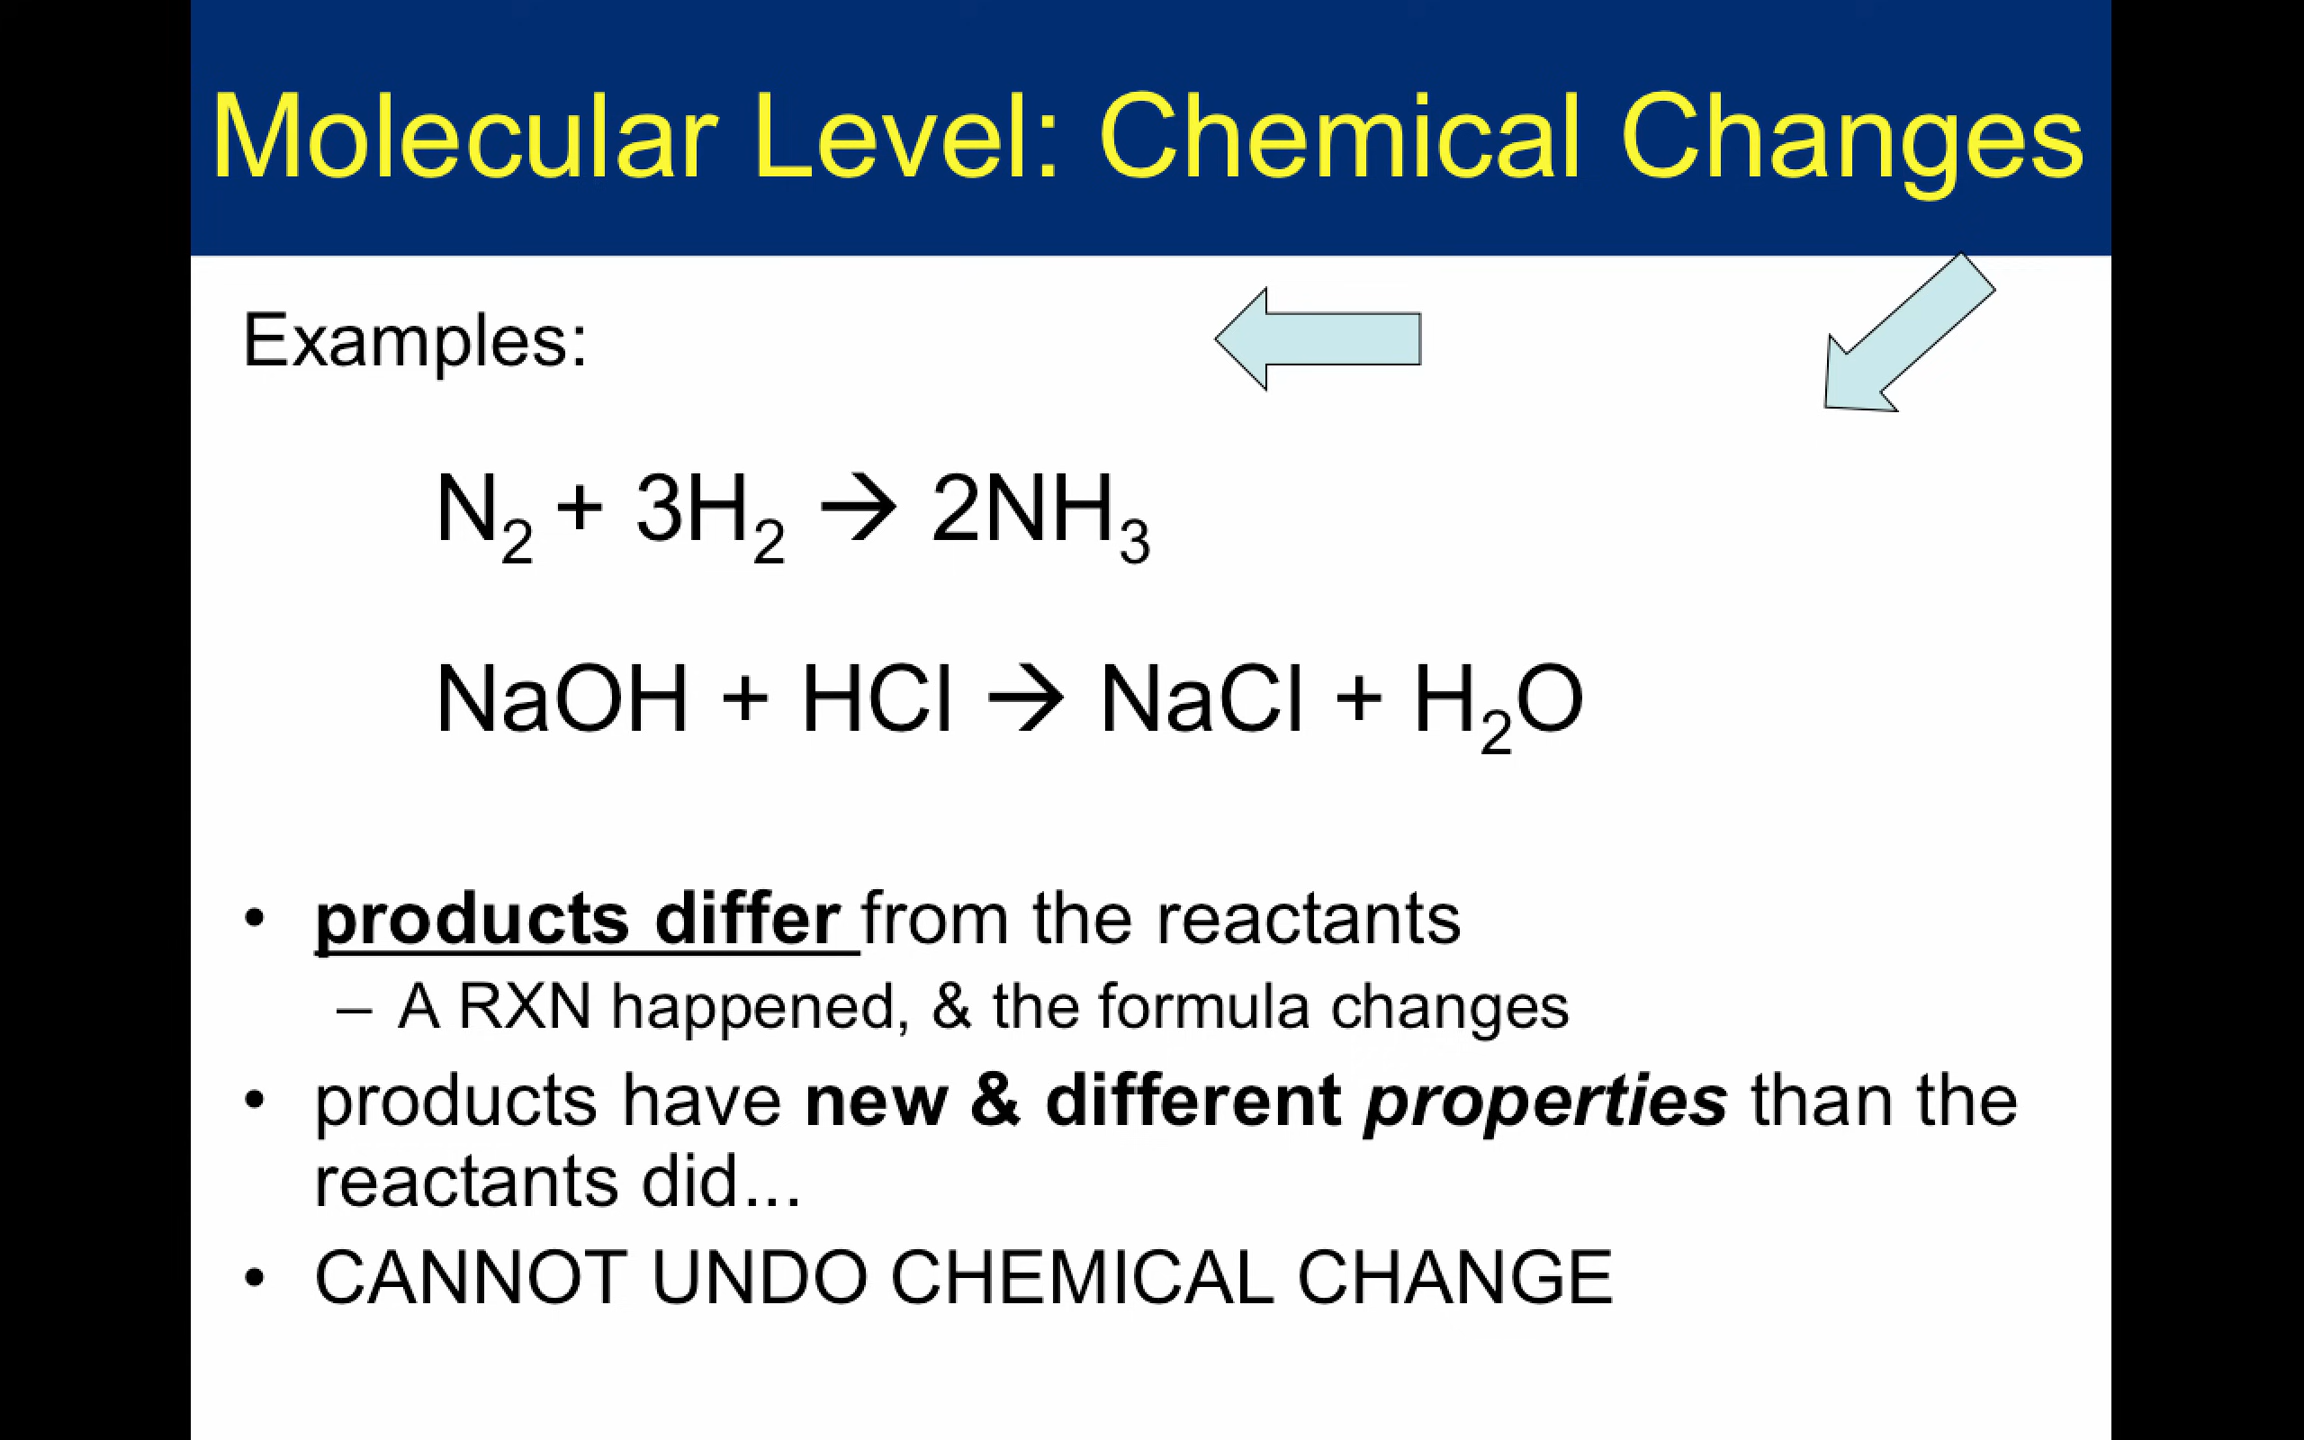 Molecular Level: Chemical Changes
Examples:
N₂ + 3H₂ → 2NH₃
NaOH + HCl → NaCl + H₂O
• products differ from the reactants
– A RXN happened, & the formula changes
• products have new & different properties than the
reactants did...
• CANNOT UNDO CHEMICAL CHANGE